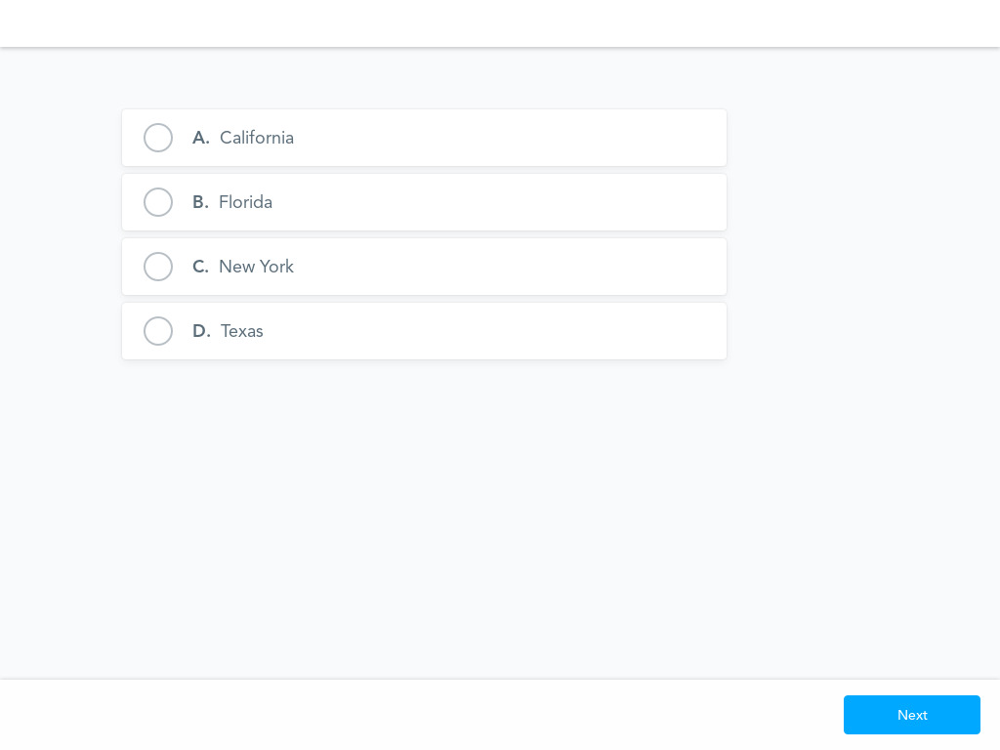 A. California
B. Florida
C. New York
D. Texas
Next